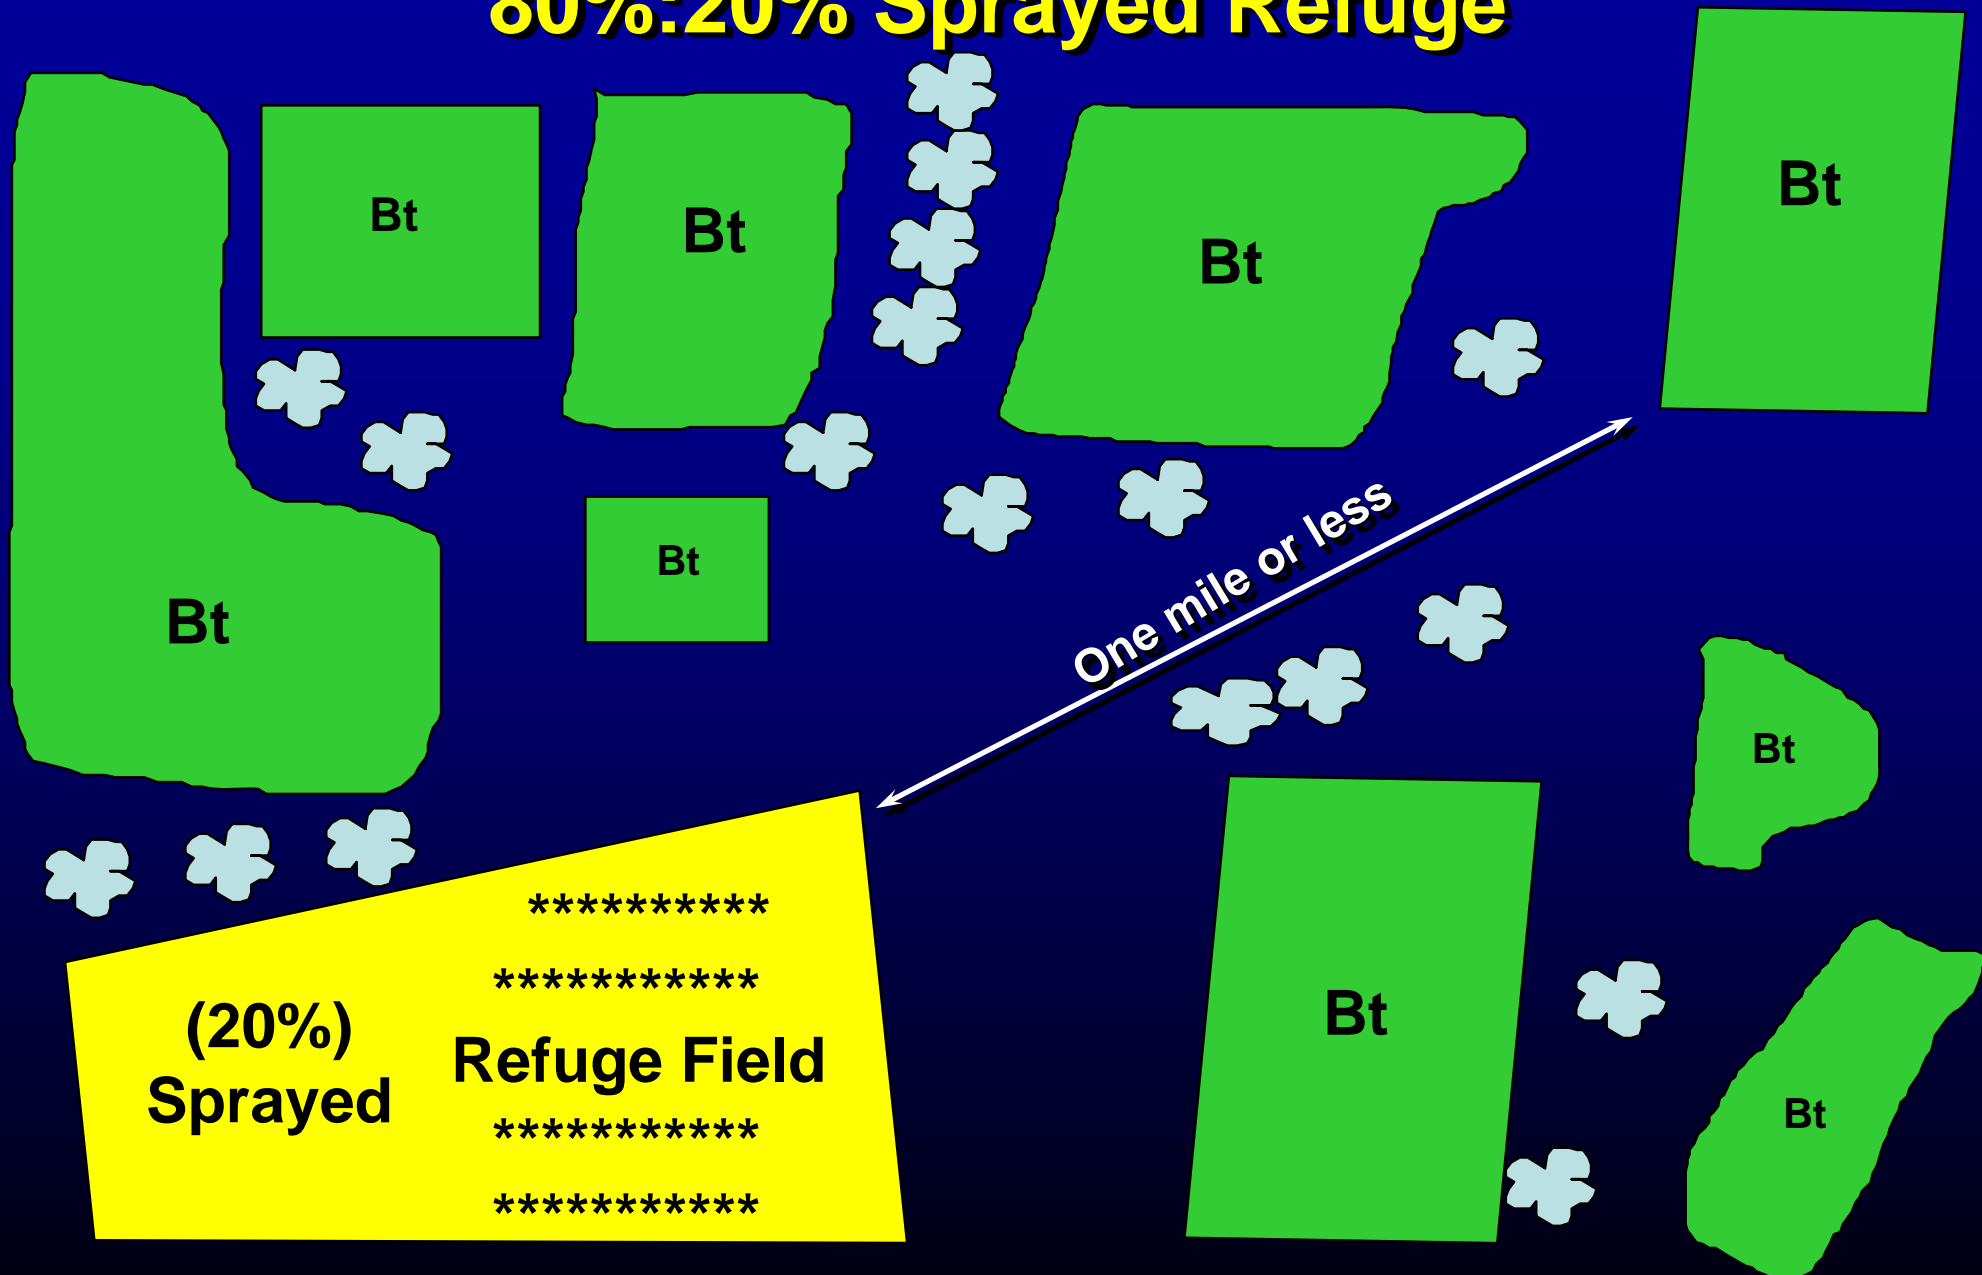 80%:20% Sprayed Refuge
Bt
Bt
Bt
Bt
Bt
Bt
Bt
One mile or less
Bt
**********
***********
(20%)
Sprayed
Refuge Field
***********
***********
Bt
Bt